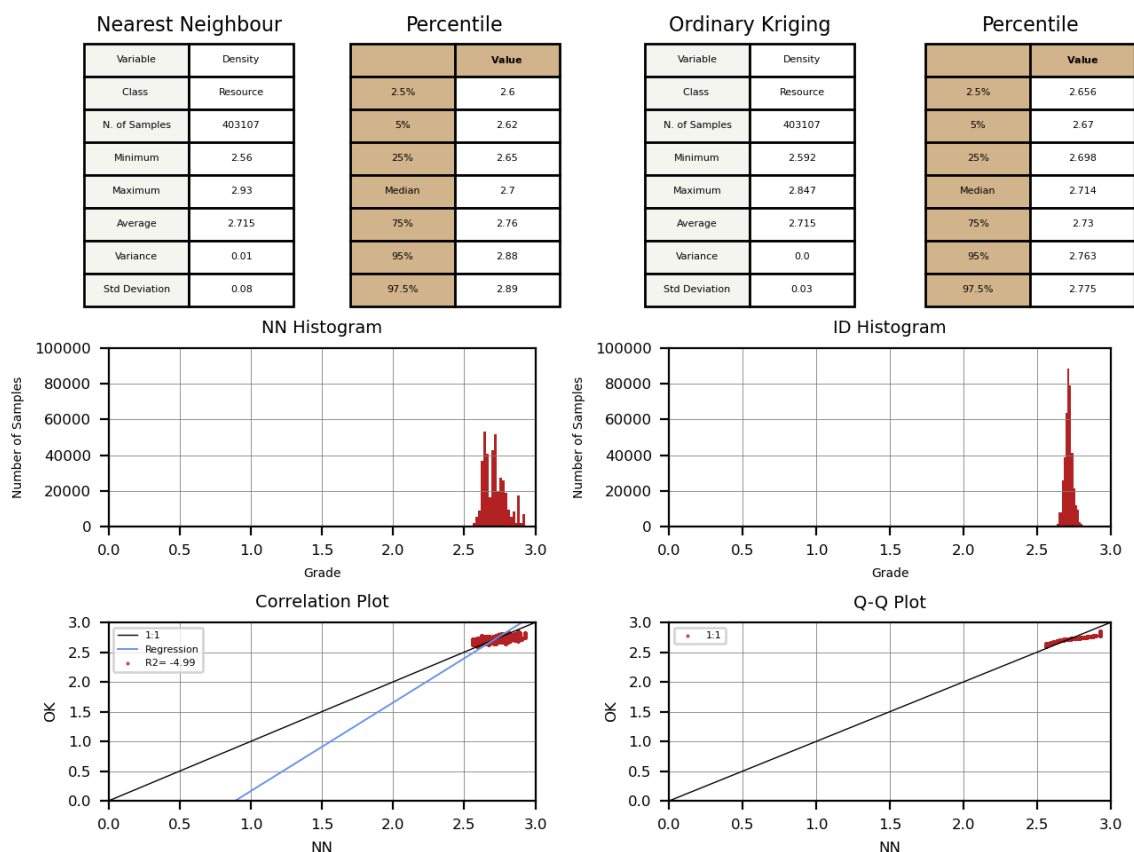 Nearest Neighbour
Percentile
Ordinary Kriging
Percentile
Variable Density
Class Resource
N. of Samples 403107
Minimum 2.56
Maximum 2.93
Average 2.715
Variance 0.01
Std Deviation 0.08
Value
2.5% 2.6
5% 2.62
25% 2.65
Median 2.7
75% 2.76
95% 2.88
97.5% 2.89
Variable Density
Class Resource
N. of Samples 403107
Minimum 2.592
Maximum 2.847
Average 2.715
Variance 0.0
Std Deviation 0.03
Value
2.5% 2.656
5% 2.67
25% 2.698
Median 2.714
75% 2.73
95% 2.763
97.5% 2.775
NN Histogram
Number of Samples
100000
80000
60000
40000
20000
0
0.0 0.5 1.0 1.5 2.0 2.5 3.0
Grade
ID Histogram
Number of Samples
100000
80000
60000
40000
20000
0
0.0 0.5 1.0 1.5 2.0 2.5 3.0
Grade
Correlation Plot
1:1
Regression
R2= -4.99
OK
3.0
2.5
2.0
1.5
1.0
0.5
0.0
0.0 0.5 1.0 1.5 2.0 2.5 3.0
NN
Q-Q Plot
1:1
OK
3.0
2.5
2.0
1.5
1.0
0.5
0.0
0.0 0.5 1.0 1.5 2.0 2.5 3.0
NN